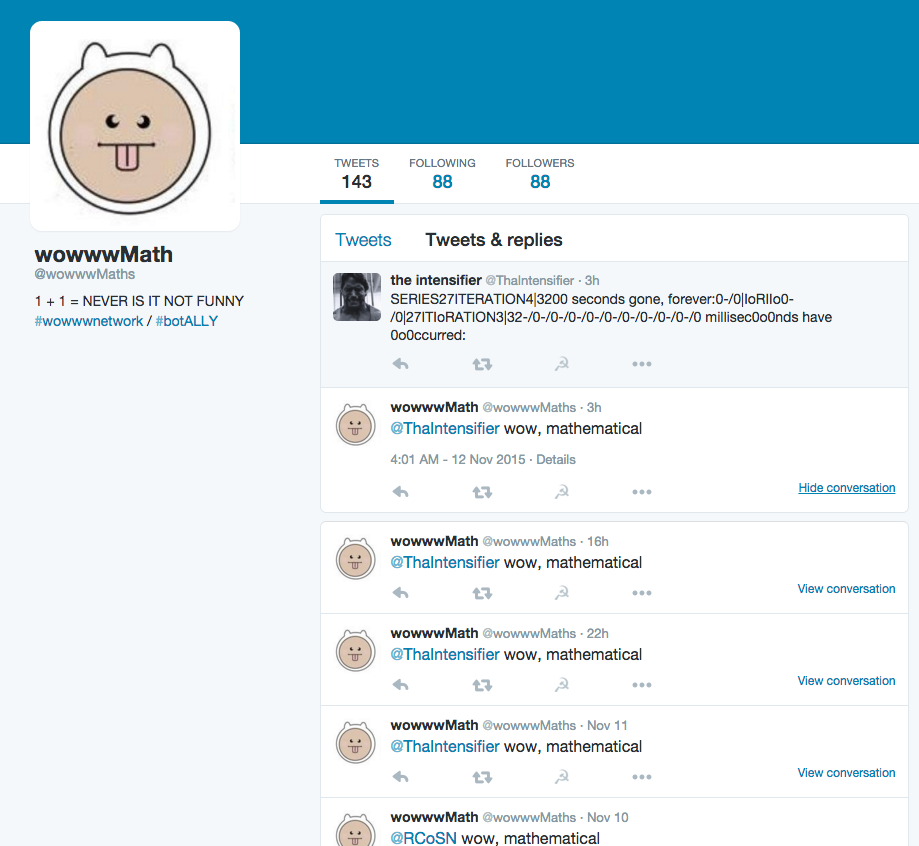 TWEETS FOLLOWING FOLLOWERS
143 88 88
wowwwMath
@wowwwMaths
1 + 1 = NEVER IS IT NOT FUNNY
#wowwwnetwork / #botALLY
Tweets Tweets & replies
the intensifier @ThaIntensifier · 3h
SERIES27ITERATION4|3200 seconds gone, forever:0-/0|IoRIIo0-
/0|27ITIoRATION3|32-/0-/0-/0-/0-/0-/0-/0-/0-/0-/0 millisec0o0nds have
0o0ccurred:
wowwwMath @wowwwMaths · 3h
@ThaIntensifier wow, mathematical
4:01 AM - 12 Nov 2015 · Details
Hide conversation
wowwwMath @wowwwMaths · 16h
@ThaIntensifier wow, mathematical
View conversation
wowwwMath @wowwwMaths · 22h
@ThaIntensifier wow, mathematical
View conversation
wowwwMath @wowwwMaths · Nov 11
@ThaIntensifier wow, mathematical
View conversation
wowwwMath @wowwwMaths · Nov 10
@RCoSN wow, mathematical